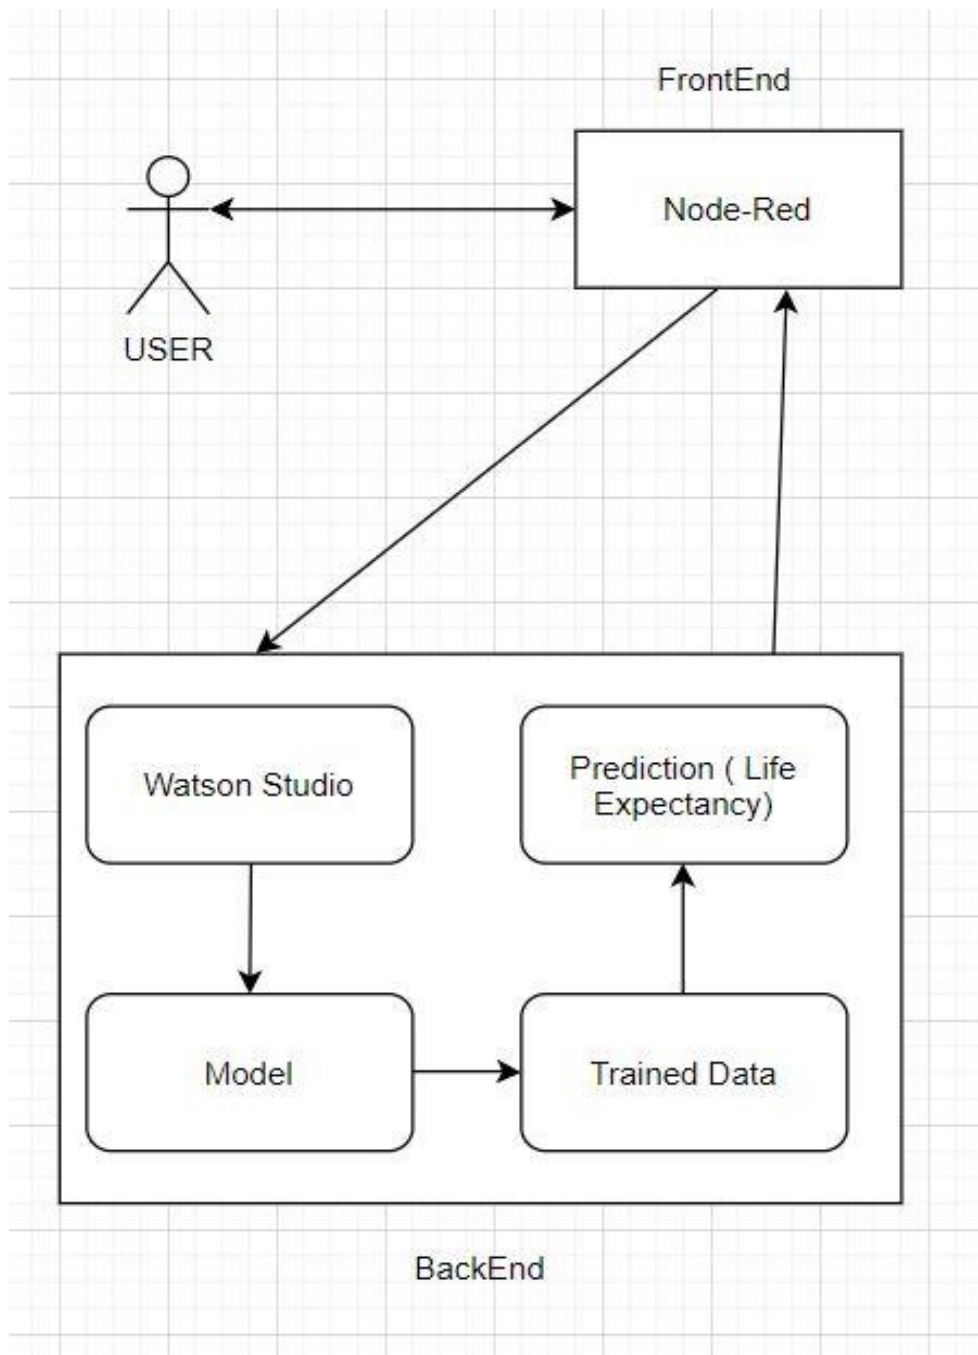 FrontEnd
Node-Red
USER
Watson Studio
Prediction ( Life
Expectancy)
Model
Trained Data
BackEnd